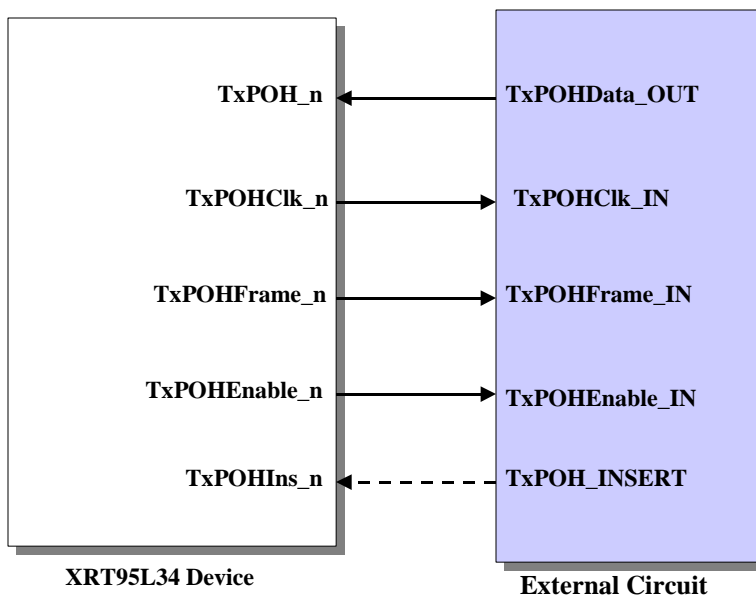 TxPOH_n
TxPOHData_OUT
TxPOHClk_n
TxPOHClk_IN
TxPOHFrame_n
TxPOHFrame_IN
TxPOHEnable_n
TxPOHEnable_IN
TxPOHIns_n
TxPOH_INSERT
XRT95L34 Device
External Circuit